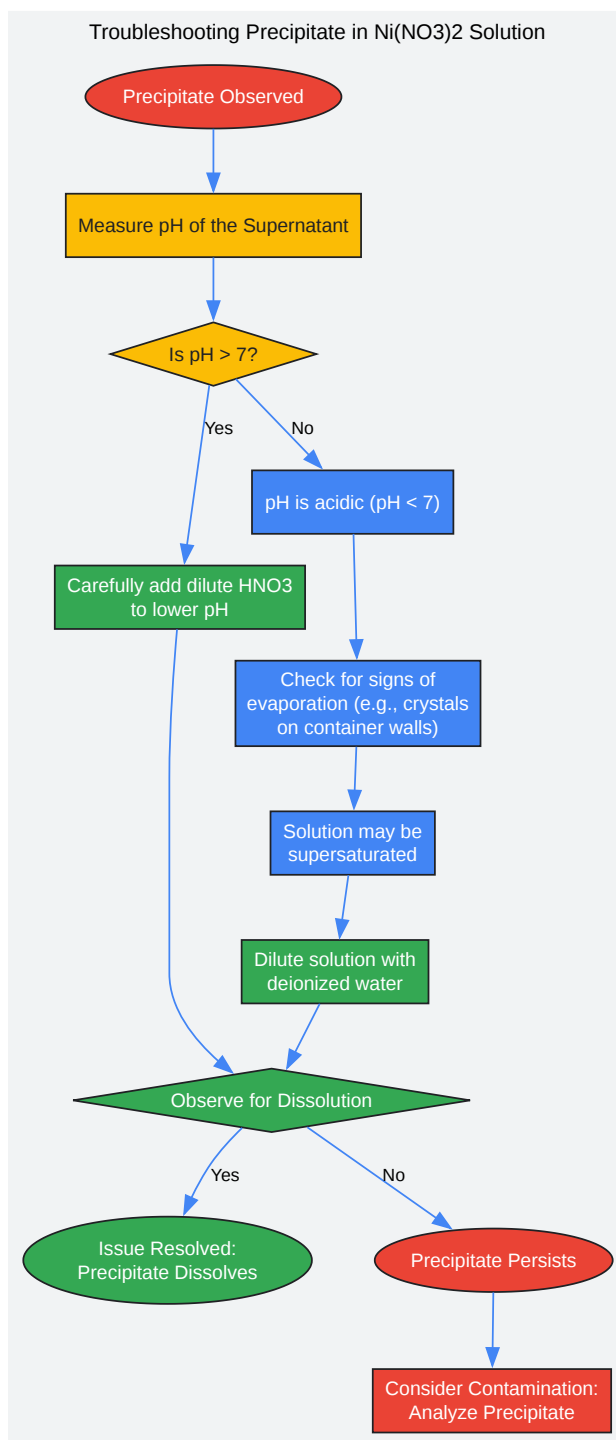 Troubleshooting Precipitate in Ni(NO3)2 Solution
Precipitate Observed
Measure pH of the Supernatant
Is pH > 7?
Yes
No
pH is acidic (pH < 7)
Carefully add dilute HNO3
to lower pH
Check for signs of
evaporation (e.g., crystals
on container walls)
Solution may be
supersaturated
Dilute solution with
deionized water
Observe for Dissolution
Yes
No
Issue Resolved:
Precipitate Dissolves
Precipitate Persists
Consider Contamination:
Analyze Precipitate